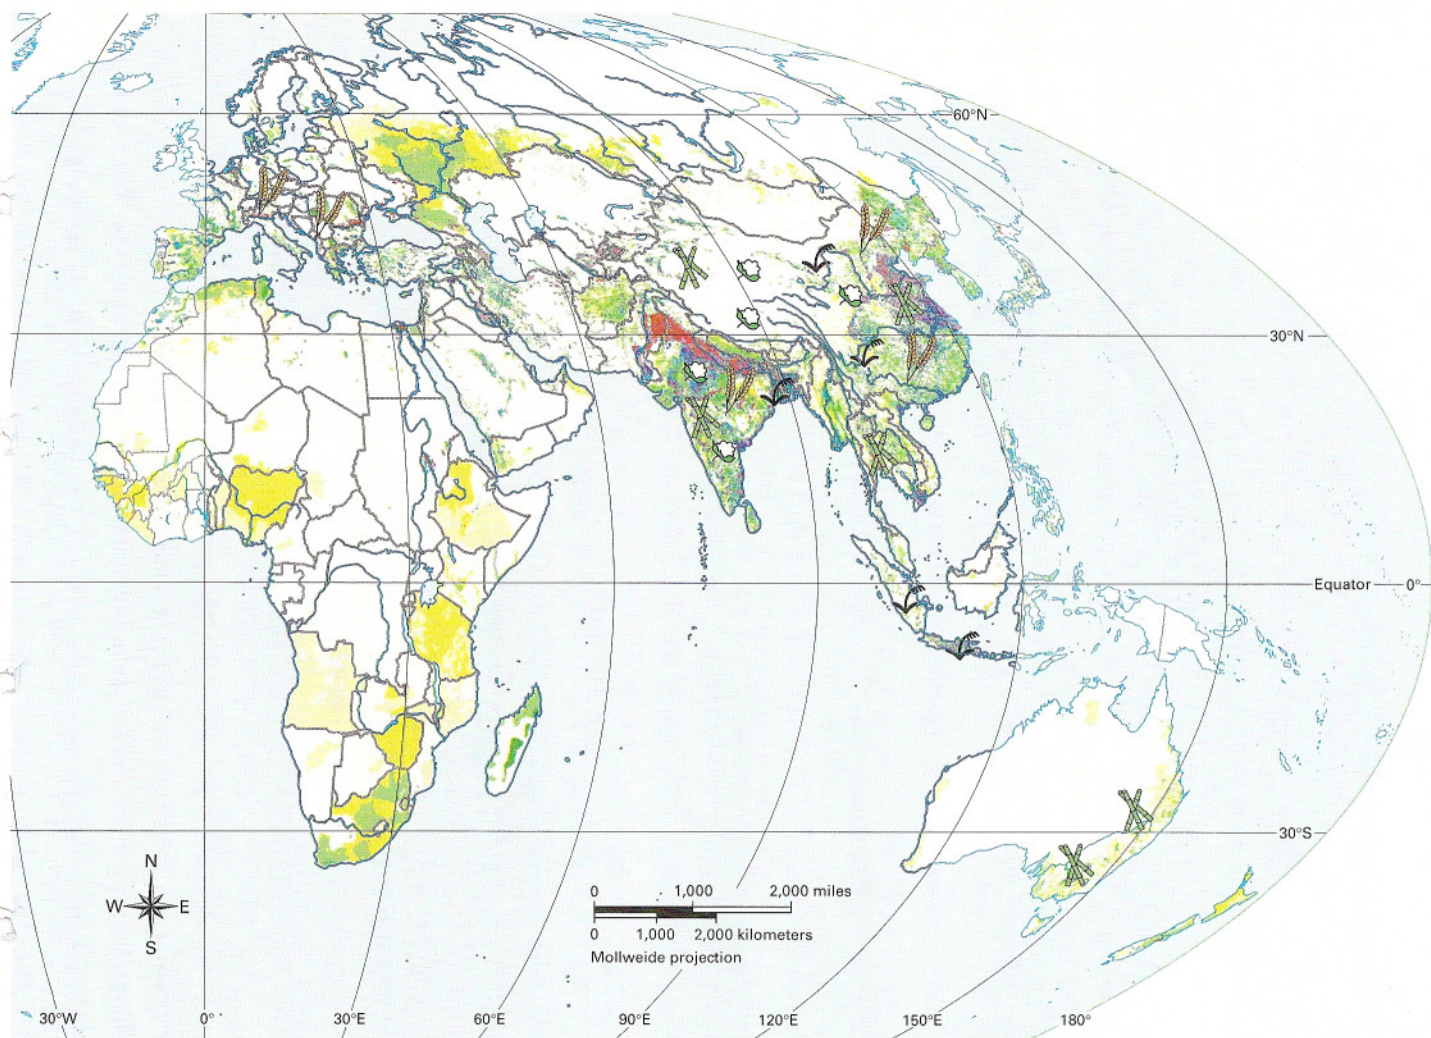 60°N
30°N
Equator 0°
30°S
N
W E
S
0 1,000 2,000 miles
0 1,000 2,000 kilometers
Mollweide projection
30°W 0° 30°E 60°E 90°E 120°E 150°E 180°